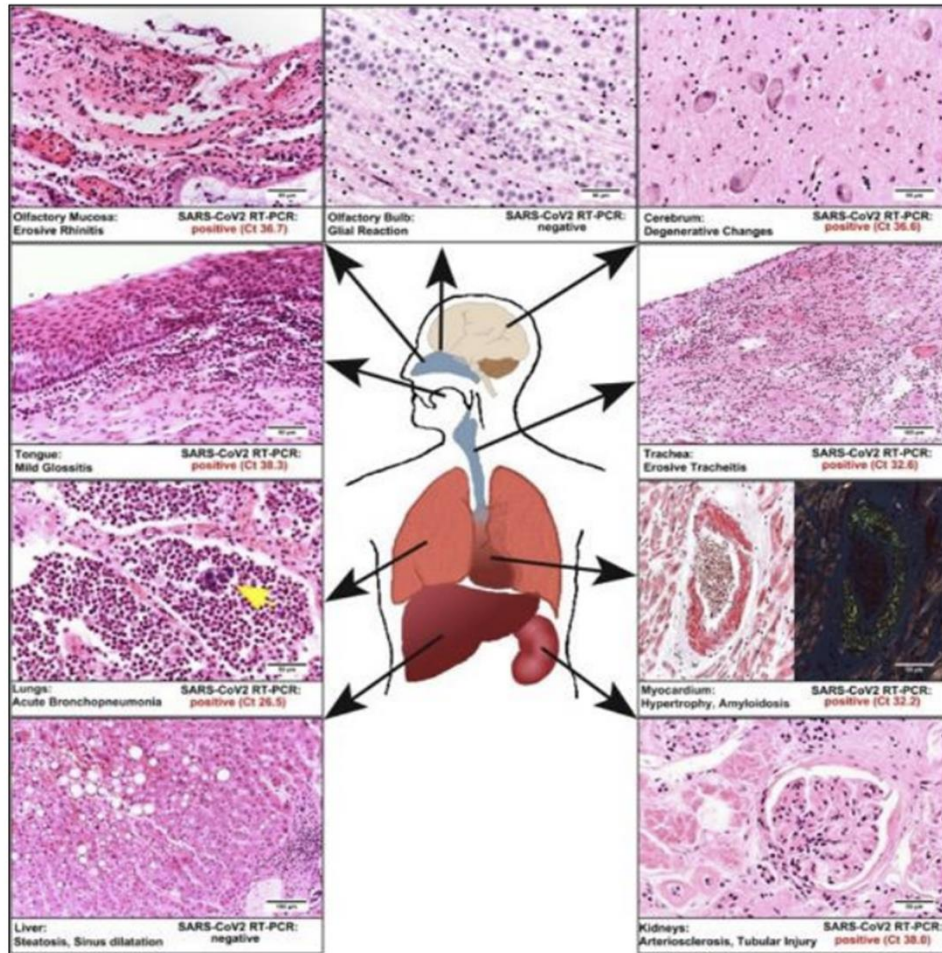 Olfactory Mucosa: SARS-CoV2 RT-PCR:
Erosive Rhinitis positive (Ct 36.7)
Olfactory Bulb: SARS-CoV2 RT-PCR:
Glial Reaction negative
Cerebrum: SARS-CoV2 RT-PCR:
Degenerative Changes positive (Ct 36.6)
Tongue: SARS-CoV2 RT-PCR:
Mild Glossitis positive (Ct 38.3)
Trachea: SARS-CoV2 RT-PCR:
Erosive Tracheitis positive (Ct 32.6)
Lungs: SARS-CoV2 RT-PCR:
Acute Bronchopneumonia positive (Ct 26.5)
Myocardium: SARS-CoV2 RT-PCR:
Hypertrophy, Amyloidosis positive (Ct 32.2)
Liver: SARS-CoV2 RT-PCR:
Steatosis, Sinus dilatation negative
Kidneys: SARS-CoV2 RT-PCR:
Arteriosclerosis, Tubular Injury positive (Ct 38.0)